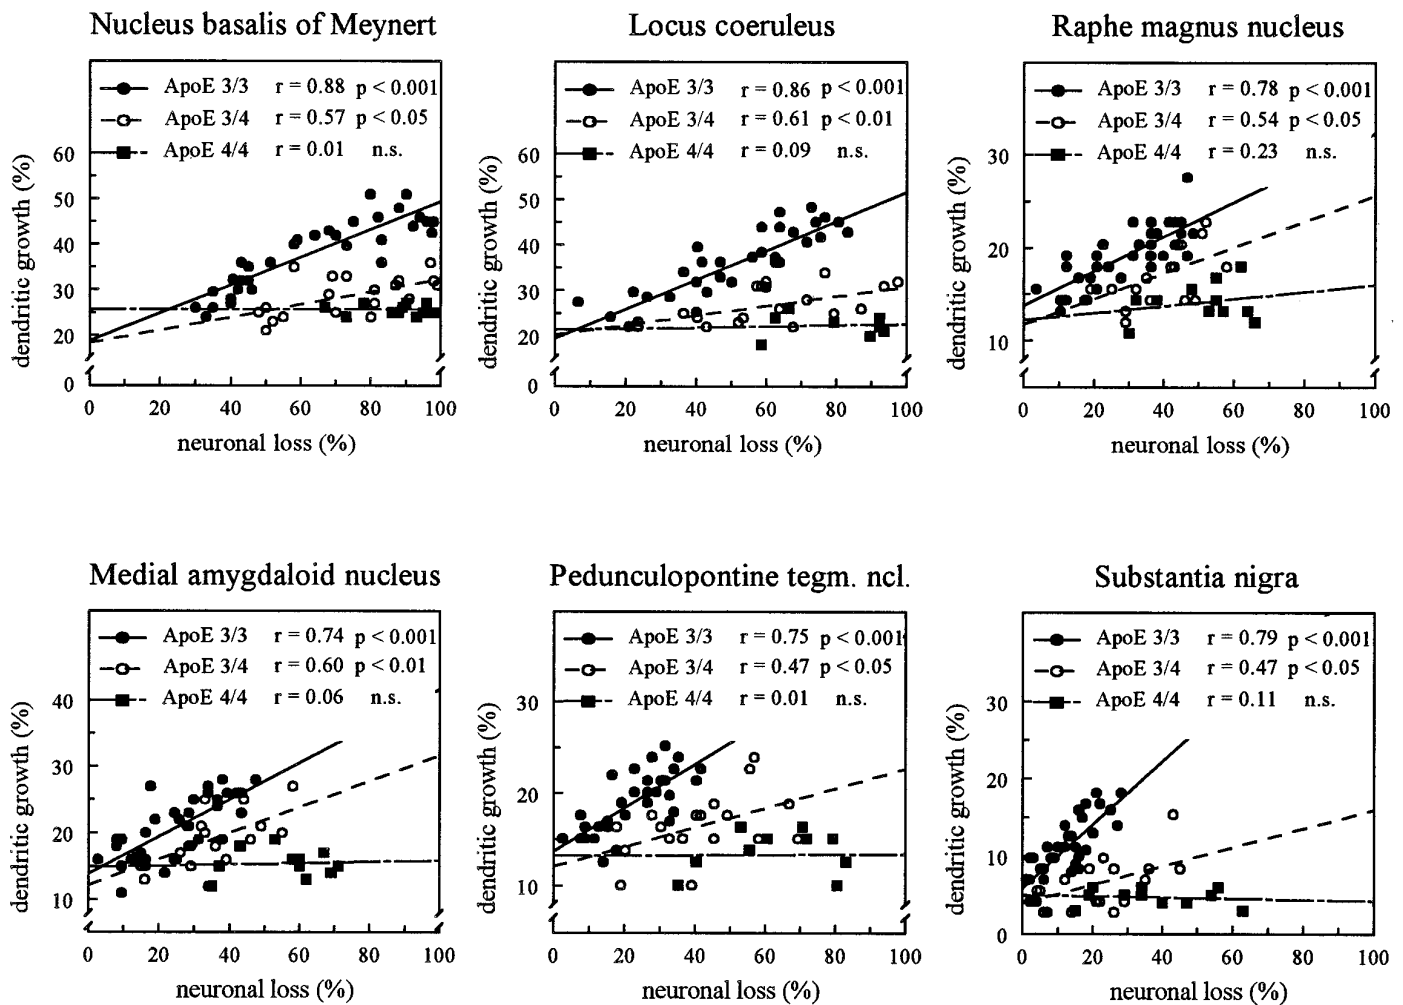 Nucleus basalis of Meynert
ApoE 3/3 r = 0.88 p < 0.001
ApoE 3/4 r = 0.57 p < 0.05
ApoE 4/4 r = 0.01 n.s.
dendritic growth (%)
60
50
40
30
20
0
0 20 40 60 80 100
neuronal loss (%)
Locus coeruleus
ApoE 3/3 r = 0.86 p < 0.001
ApoE 3/4 r = 0.61 p < 0.01
ApoE 4/4 r = 0.09 n.s.
dendritic growth (%)
60
50
40
30
20
0
0 20 40 60 80 100
neuronal loss (%)
Raphe magnus nucleus
ApoE 3/3 r = 0.78 p < 0.001
ApoE 3/4 r = 0.54 p < 0.05
ApoE 4/4 r = 0.23 n.s.
dendritic growth (%)
30
20
10
0 20 40 60 80 100
neuronal loss (%)
Medial amygdaloid nucleus
ApoE 3/3 r = 0.74 p < 0.001
ApoE 3/4 r = 0.60 p < 0.01
ApoE 4/4 r = 0.06 n.s.
dendritic growth (%)
40
30
20
10
0 20 40 60 80 100
neuronal loss (%)
Pedunculopontine tegm. ncl.
ApoE 3/3 r = 0.75 p < 0.001
ApoE 3/4 r = 0.47 p < 0.05
ApoE 4/4 r = 0.01 n.s.
dendritic growth (%)
30
20
10
0 20 40 60 80 100
neuronal loss (%)
Substantia nigra
ApoE 3/3 r = 0.79 p < 0.001
ApoE 3/4 r = 0.47 p < 0.05
ApoE 4/4 r = 0.11 n.s.
dendritic growth (%)
30
20
10
0
0 20 40 60 80 100
neuronal loss (%)